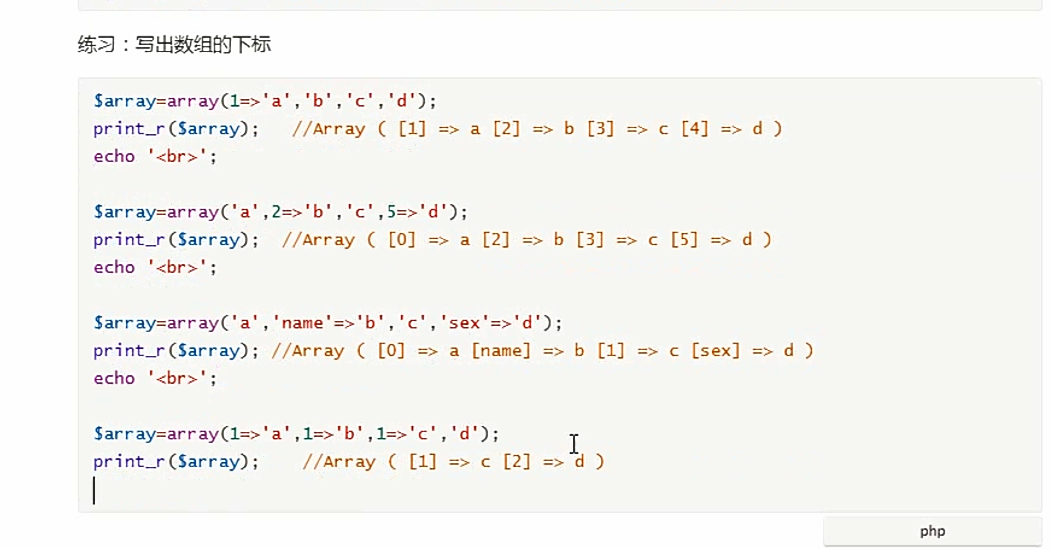 练习：写出数组的下标
$array=array(1=>'a','b','c','d');
print_r($array);   //Array ( [1] => a [2] => b [3] => c [4] => d )
echo '<br>';
$array=array('a',2=>'b','c',5=>'d');
print_r($array);  //Array ( [0] => a [2] => b [3] => c [5] => d )
echo '<br>';
$array=array('a','name'=>'b','c','sex'=>'d');
print_r($array); //Array ( [0] => a [name] => b [1] => c [sex] => d )
echo '<br>';
$array=array(1=>'a',1=>'b',1=>'c','d');
print_r($array);    //Array ( [1] => c [2] => d )
php